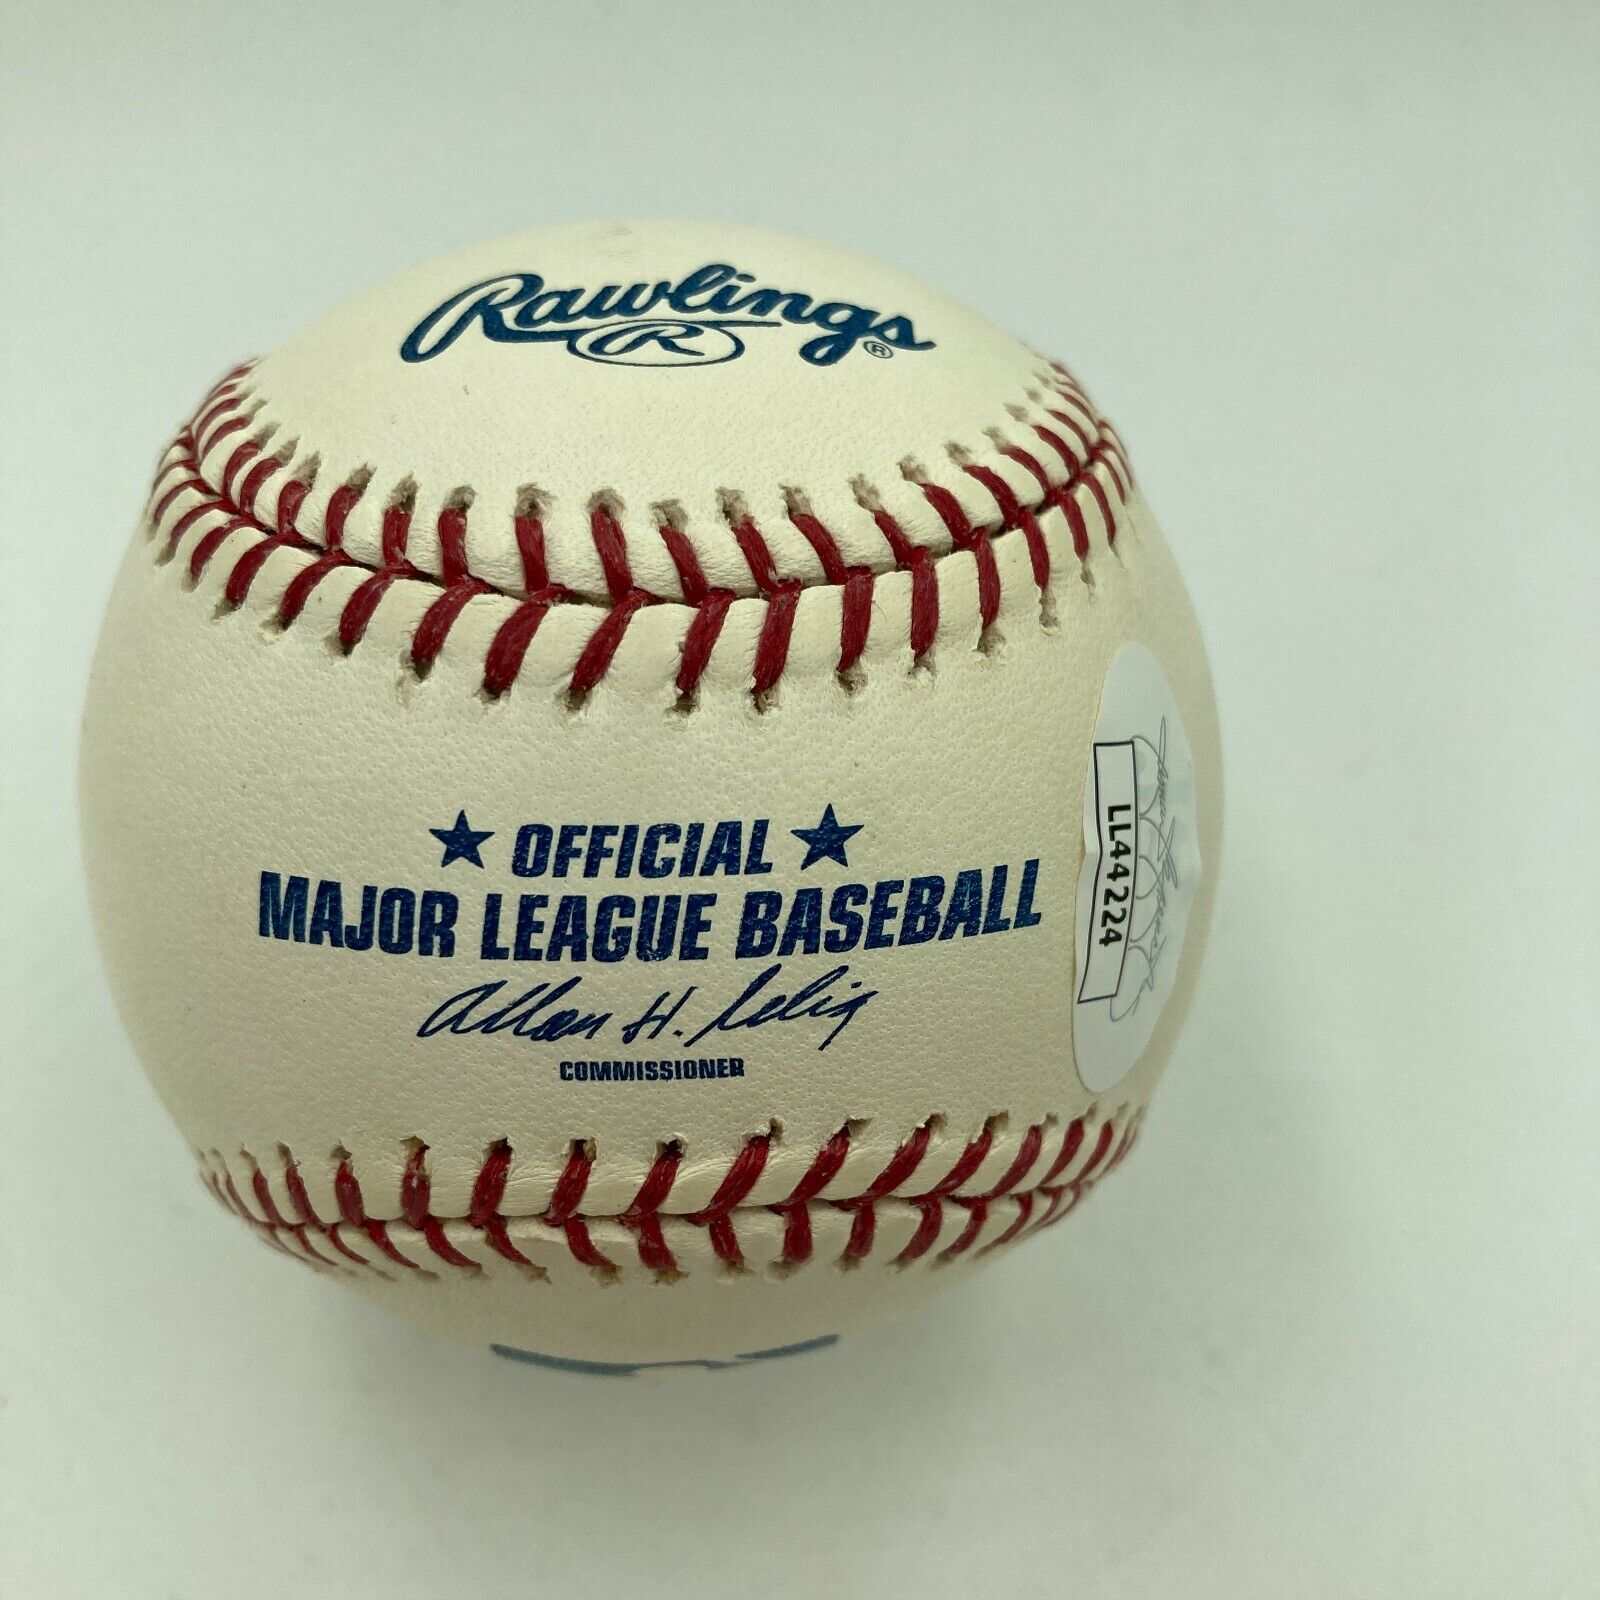 Rawlings
R ®
★ OFFICIAL ★
MAJOR LEAGUE BASEBALL
Allan H. Selig
COMMISSIONER
LL44224